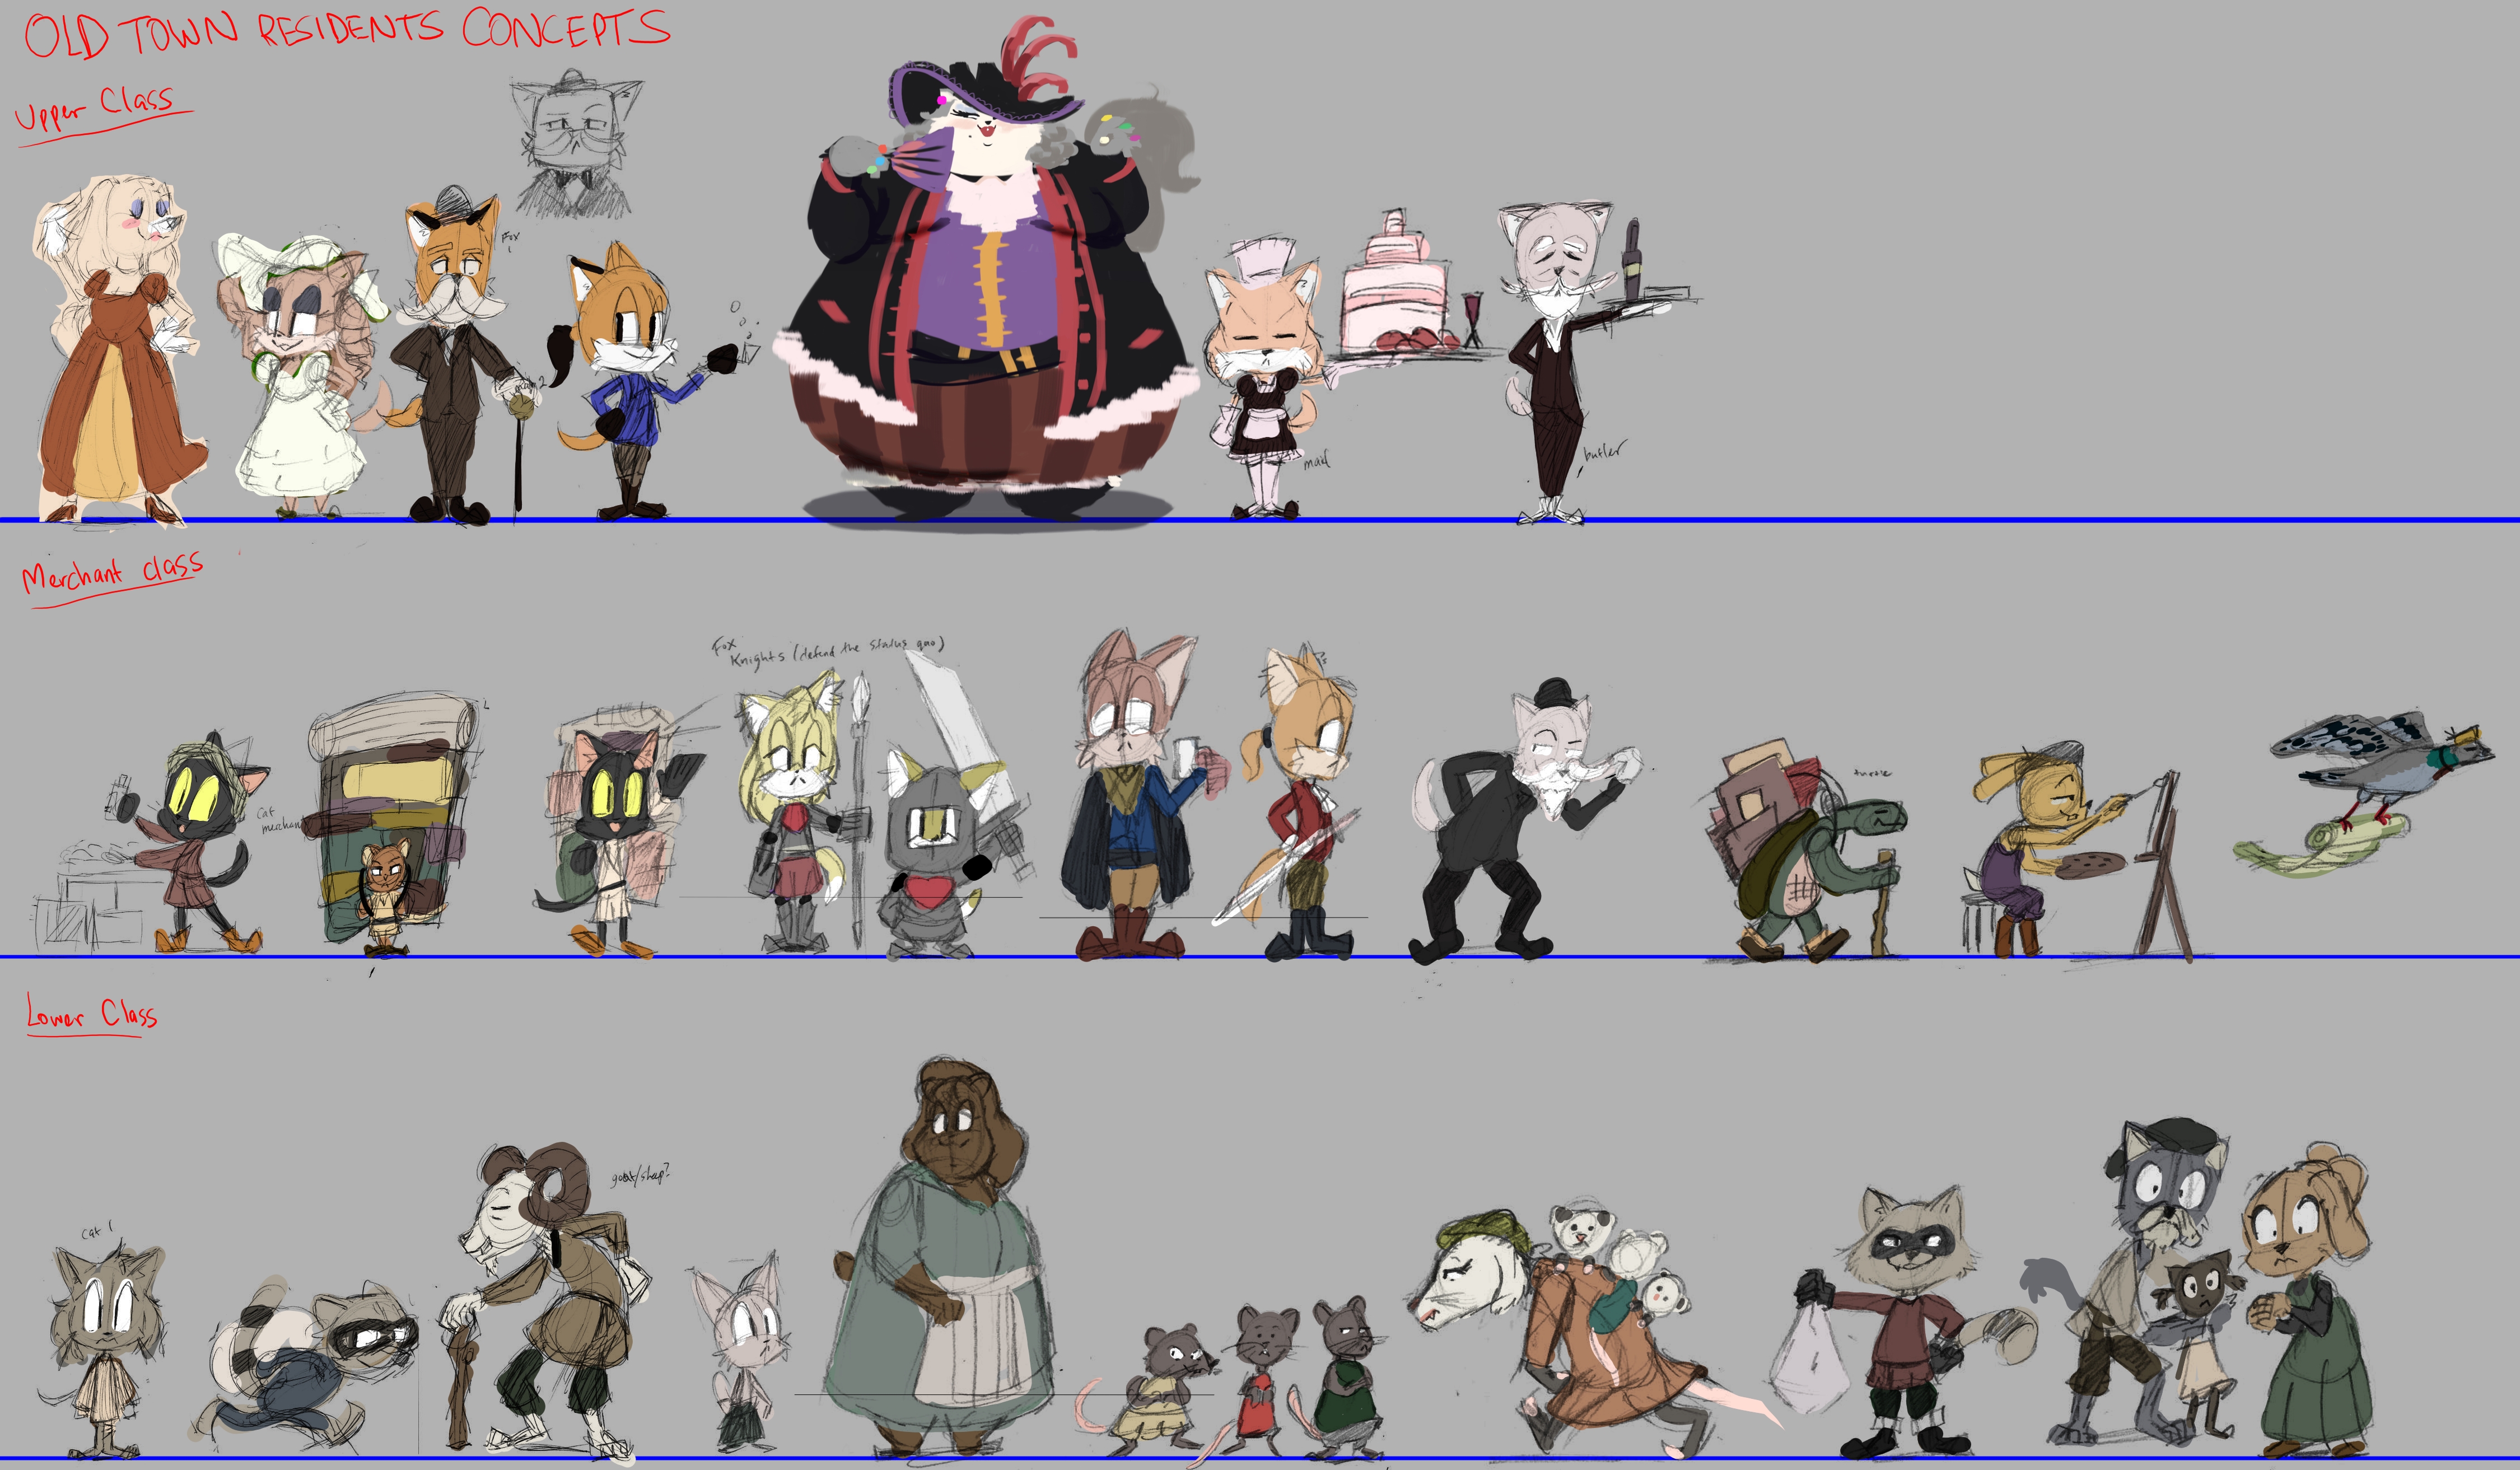 OLD TOWN RESIDENTS CONCEPTS
Upper Class
Fox
maid
butler
Merchant class
Fox
Knights (defend the status quo)
Cat
merchant
turtle
Lower Class
goat/sheep?
cat